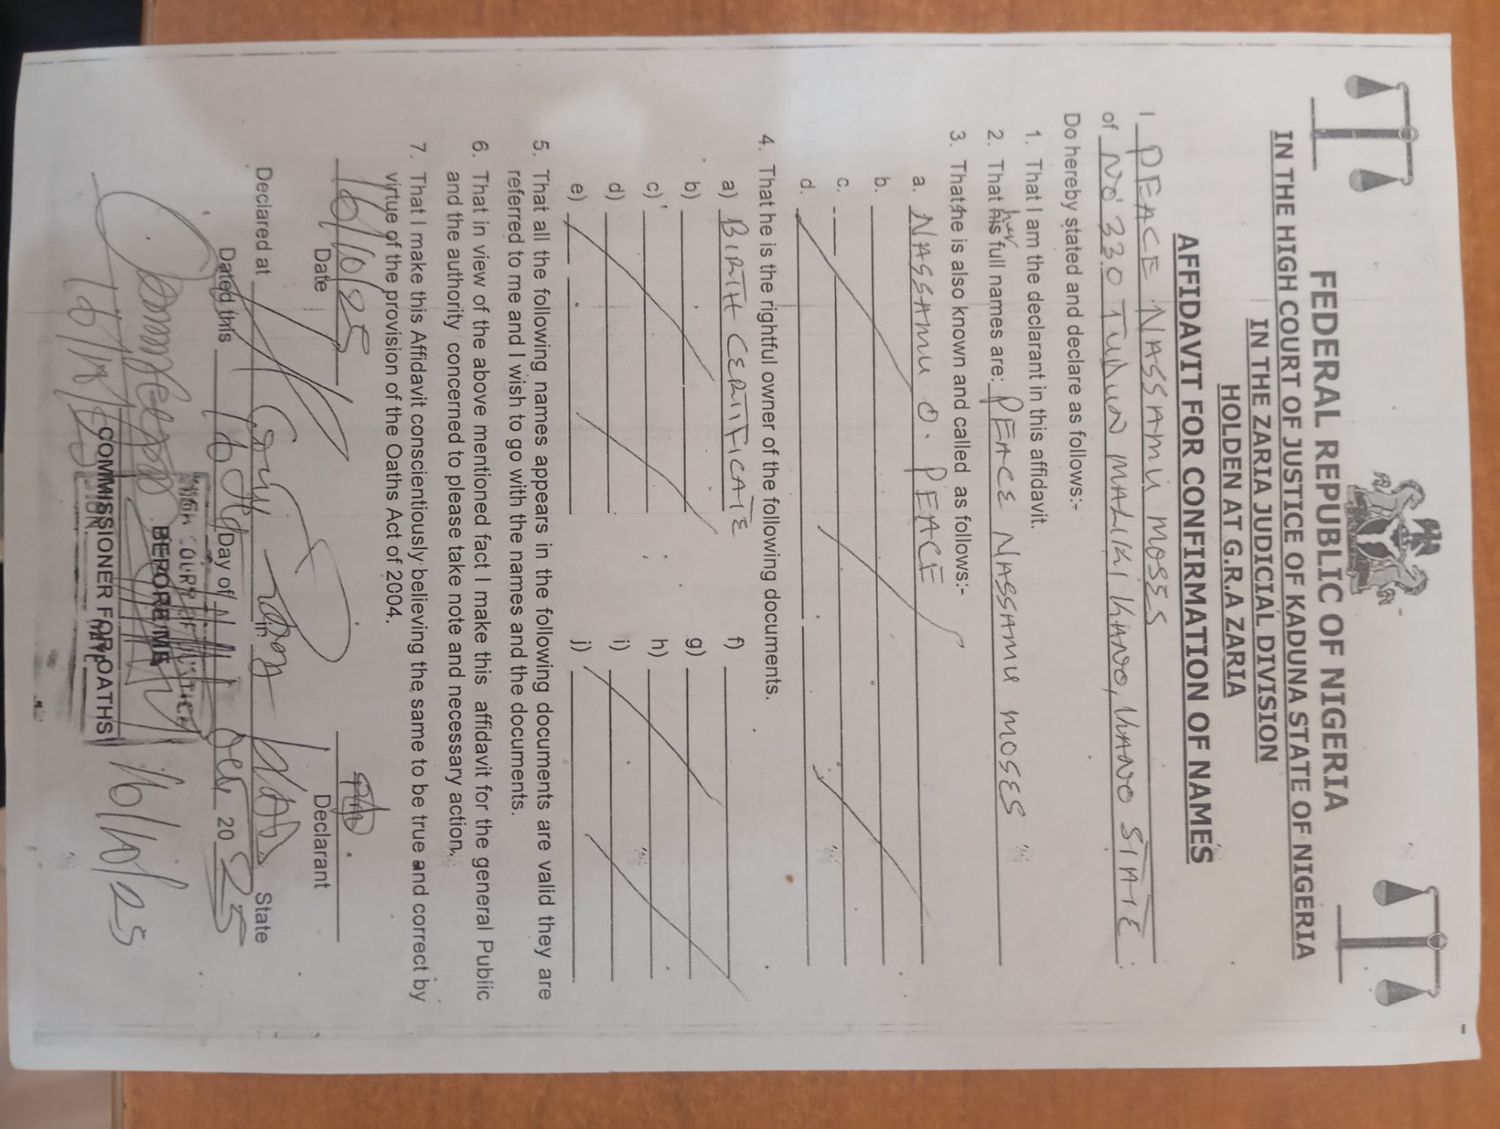 FEDERAL REPUBLIC OF NIGERIA
IN THE HIGH COURT OF JUSTICE OF KADUNA STATE OF NIGERIA
IN THE ZARIA JUDICIAL DIVISION
HOLDEN AT G.R.A ZARIA
AFFIDAVIT FOR CONFIRMATION OF NAMES
I PEACE NASSAMU MOSES
of NO 330 TUDUN MALIKI KANO, KANO STATE
Do hereby stated and declare as follows:-
1. That I am the declarant in this affidavit.
2. That his her full names are: PEACE NASSAMU MOSES
3. That he is also known and called as follows:-
a. NASSAMU O. PEACE
b.
c.
d.
4. That he is the rightful owner of the following documents.
a) BIRTH CERTIFICATE f)
b) g)
c) h)
d) i)
e) j)
5. That all the following names appears in the following documents are valid they are
referred to me and I wish to go with the names and the documents.
6. That in view of the above mentioned fact I make this affidavit for the general Public
and the authority concerned to please take note and necessary action.
7. That I make this Affidavit conscientiously believing the same to be true and correct by
virtue of the provision of the Oaths Act of 2004.
16/10/25
Date Declarant
Declared at in State
Dated this 16 Day of Oct 20 25
HIGH COURT OF JUSTICE
BEFORE ME
COMMISSIONER FOR OATHS
16/10/25
16/10/25